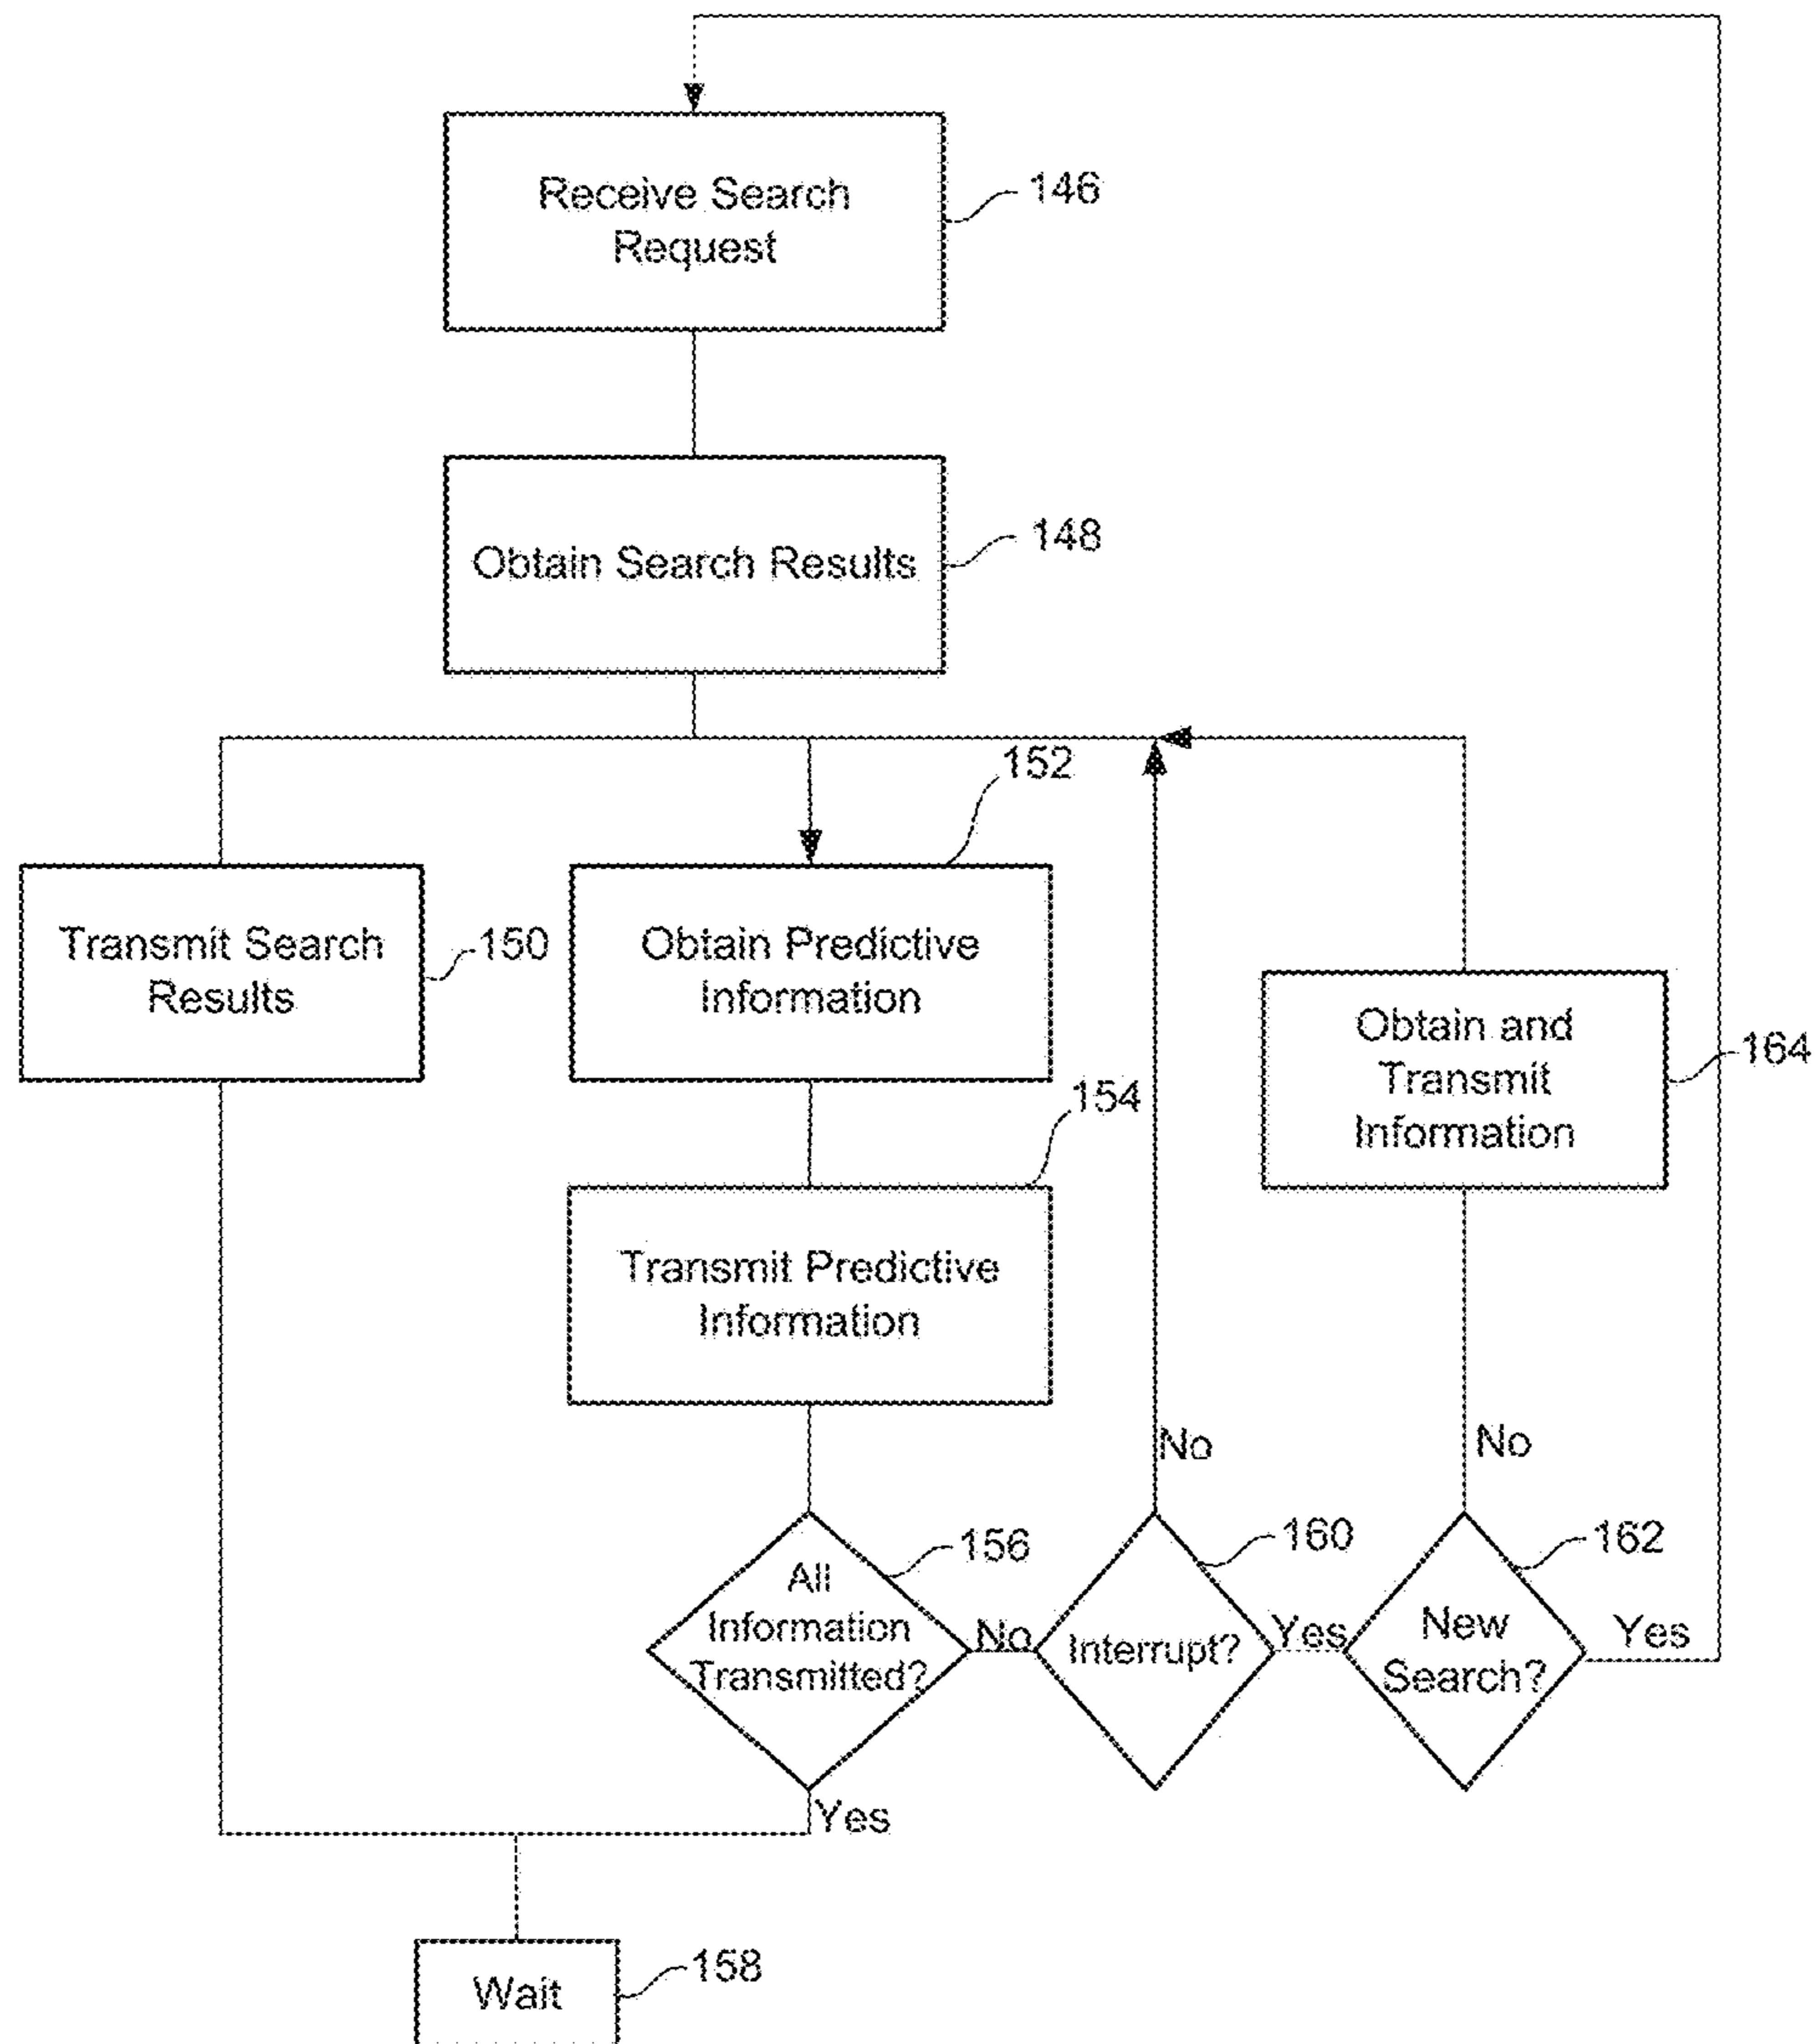 Receive Search
Request
146
Obtain Search Results
148
152
Transmit Search
Results
150
Obtain Predictive
Information
Obtain and
Transmit
Information
164
154
Transmit Predictive
Information
No
No
156
160
162
All
Information
Transmitted?
No
Interrupt?
Yes
New
Search?
Yes
Yes
Wait
158